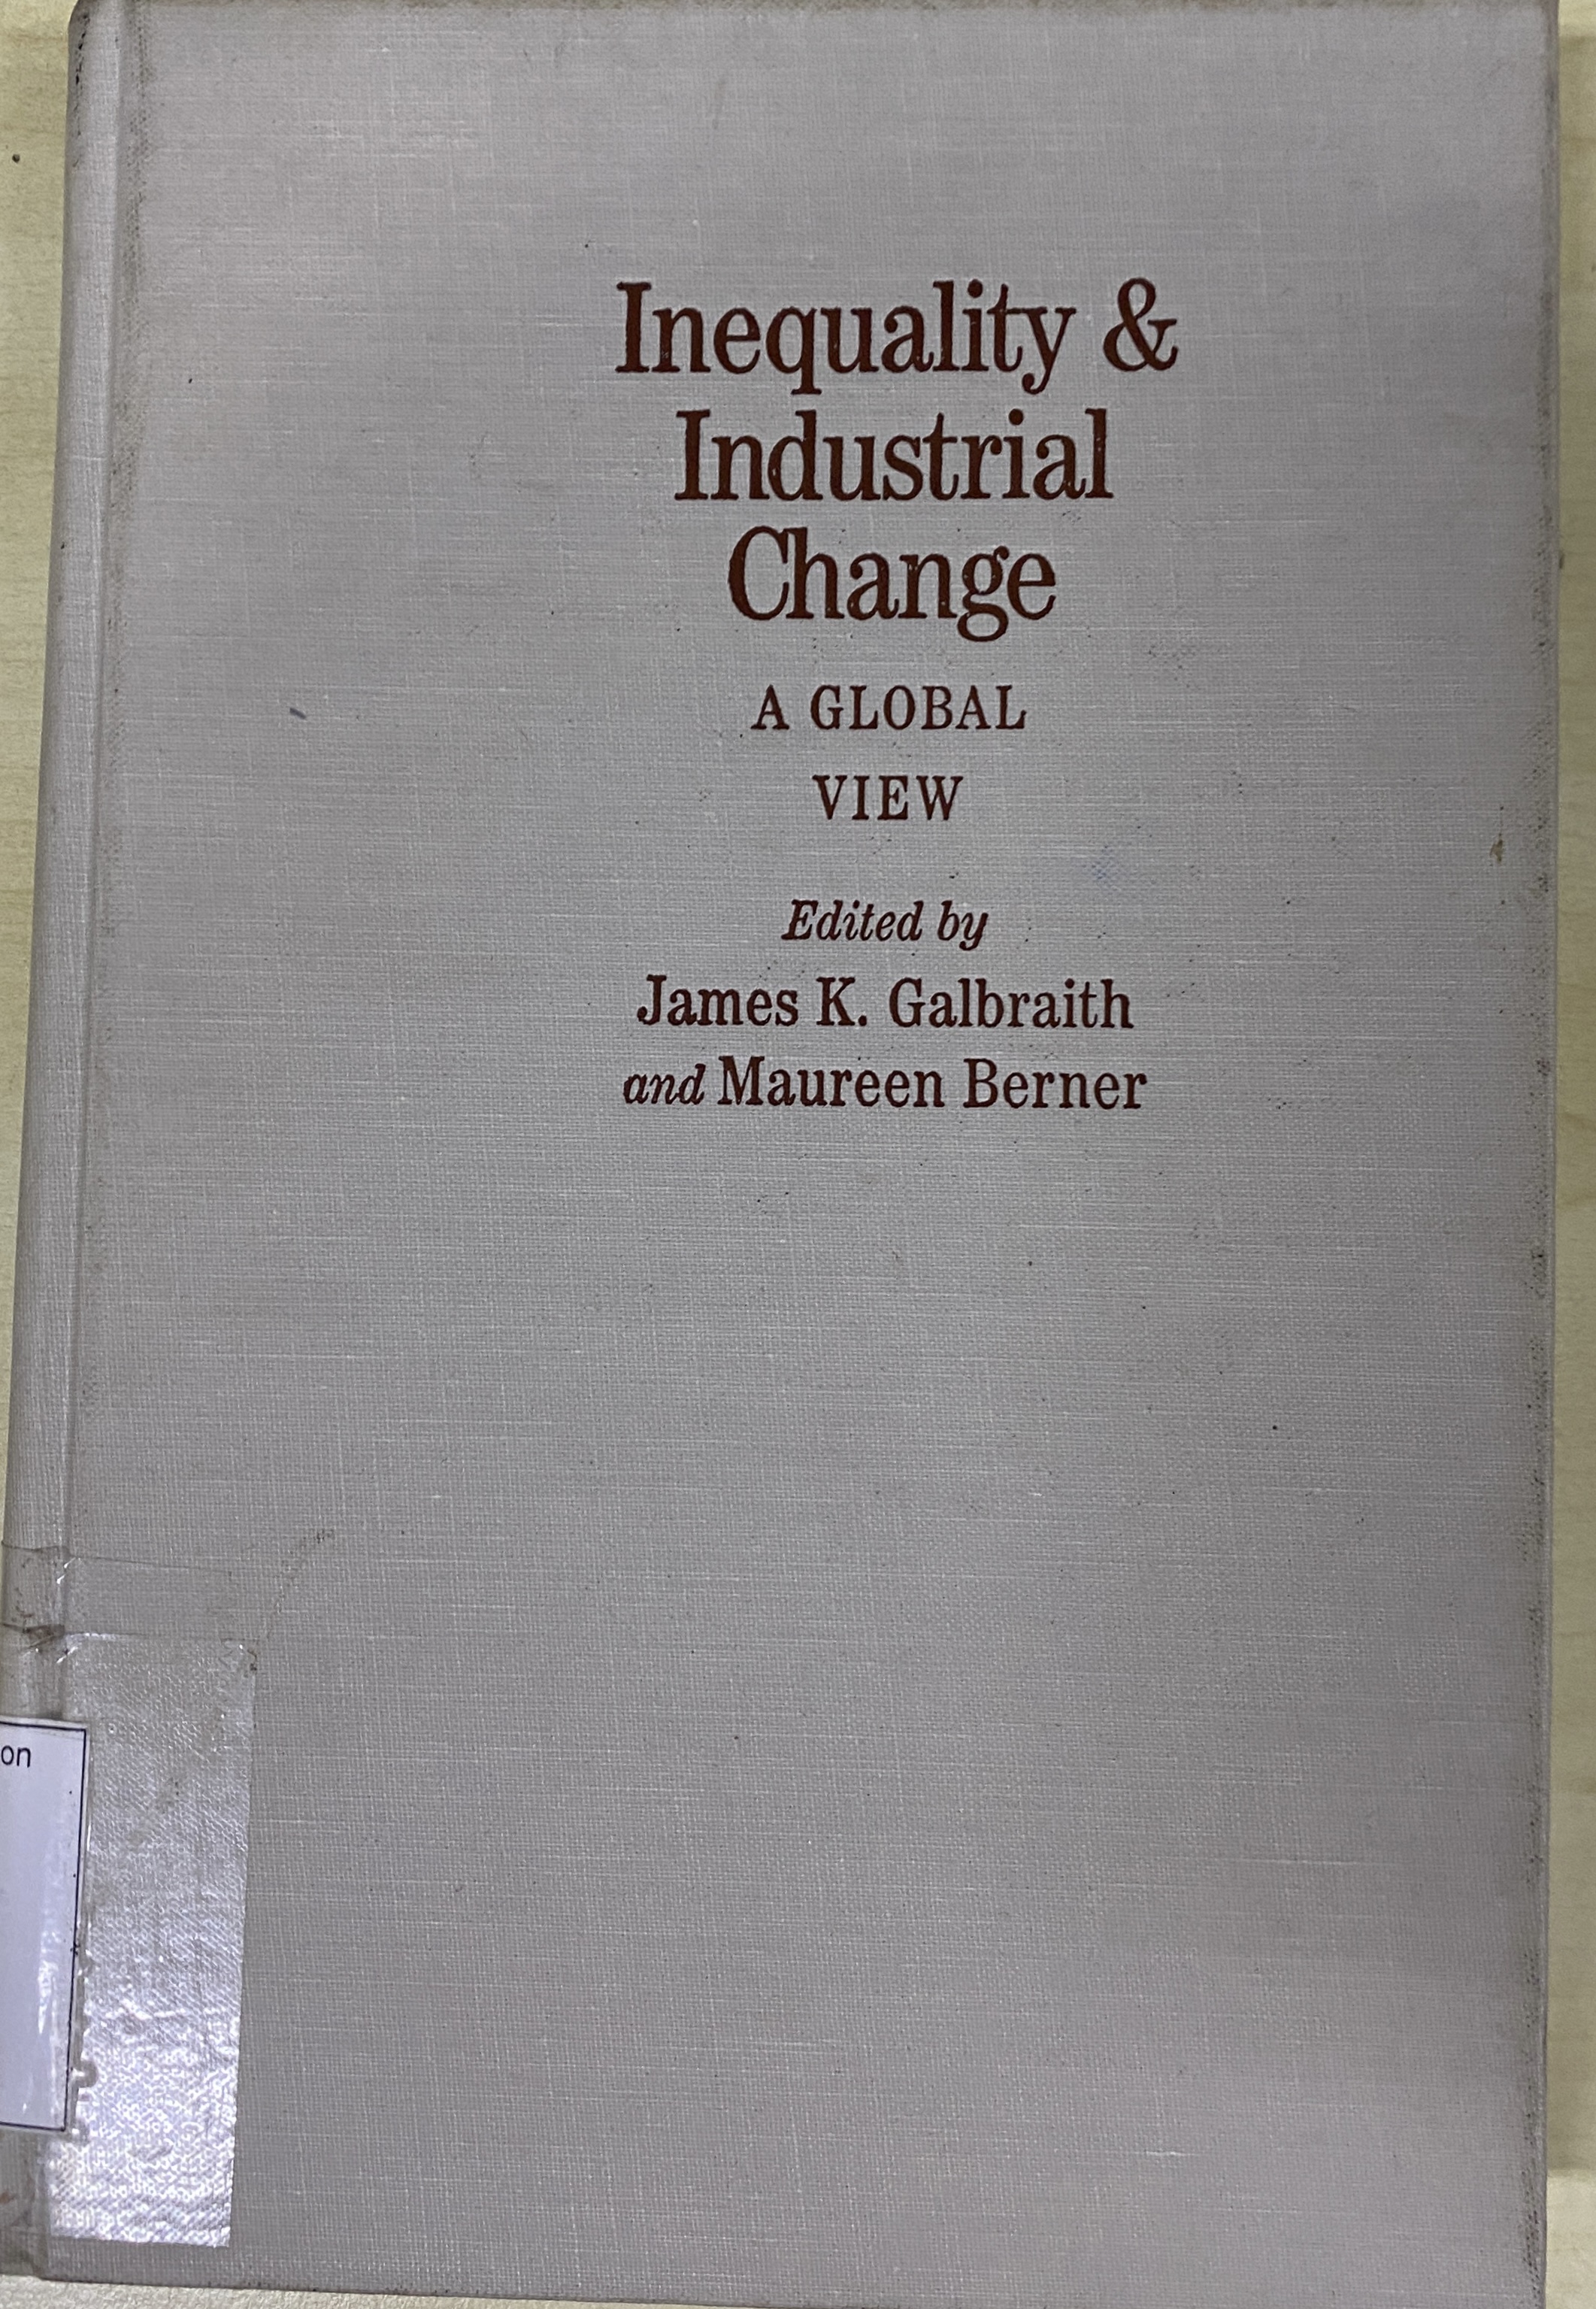 Inequality &
Industrial
Change
A GLOBAL
VIEW
Edited by
James K. Galbraith
and Maureen Berner
on